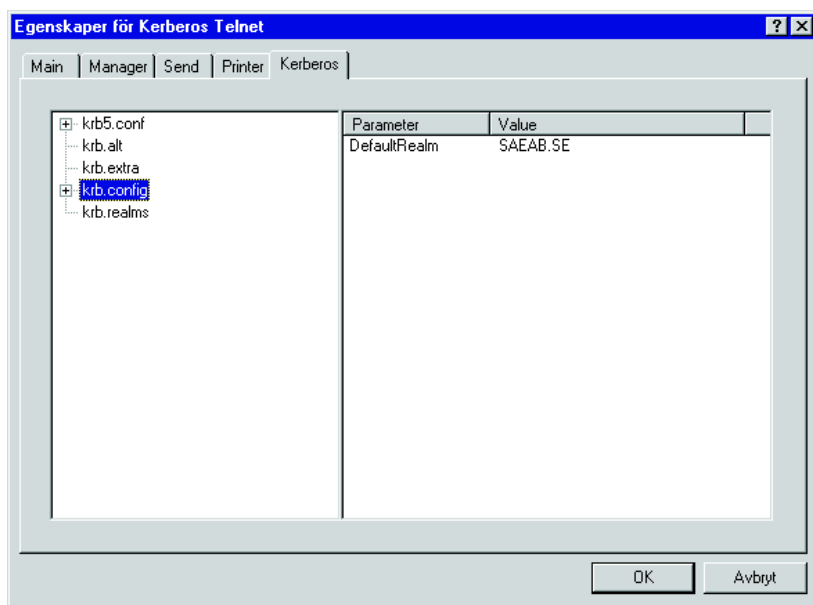 Egenskaper för Kerberos Telnet
Main Manager Send Printer Kerberos
krb5.conf
krb.alt
krb.extra
krb.config
krb.realms
Parameter Value
DefaultRealm SAEAB.SE
OK Avbryt